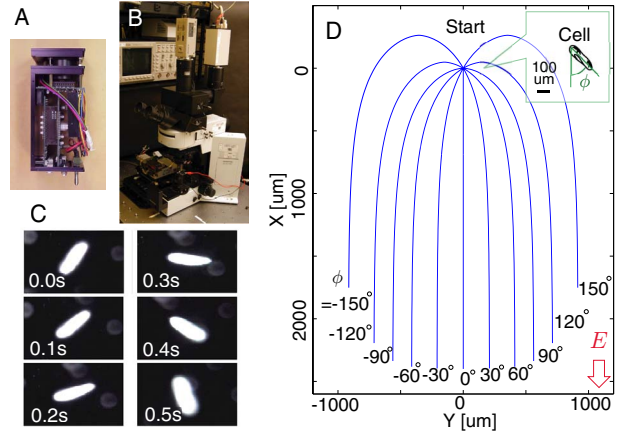 A
B
C
0.0s
0.3s
0.1s
0.4s
0.2s
0.5s
D
Start
Cell
100
um
ϕ
0
1000
2000
X [um]
ϕ
=-150°
-120°
-90°
-60°
-30°
0°
30°
60°
90°
120°
150°
E
-1000
0
1000
Y [um]